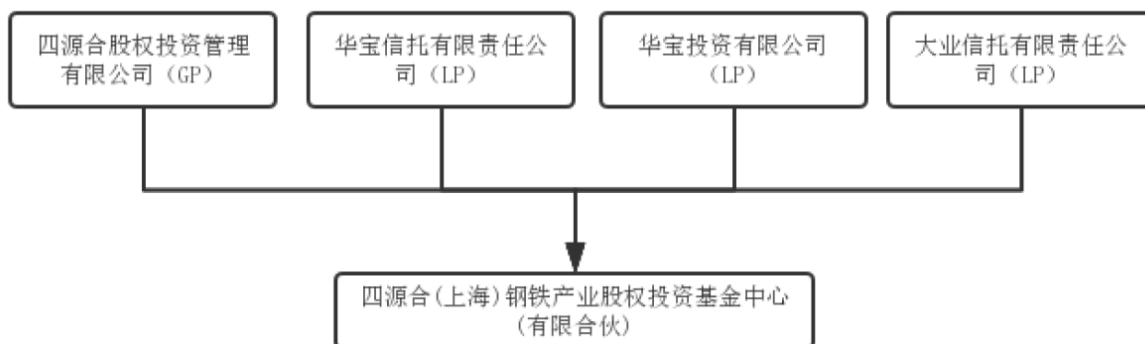 四源合股权投资管理
有限公司（GP）
华宝信托有限责任公
司（LP）
华宝投资有限公司
（LP）
大业信托有限责任公
司（LP）
四源合(上海)钢铁产业股权投资基金中心
(有限合伙)